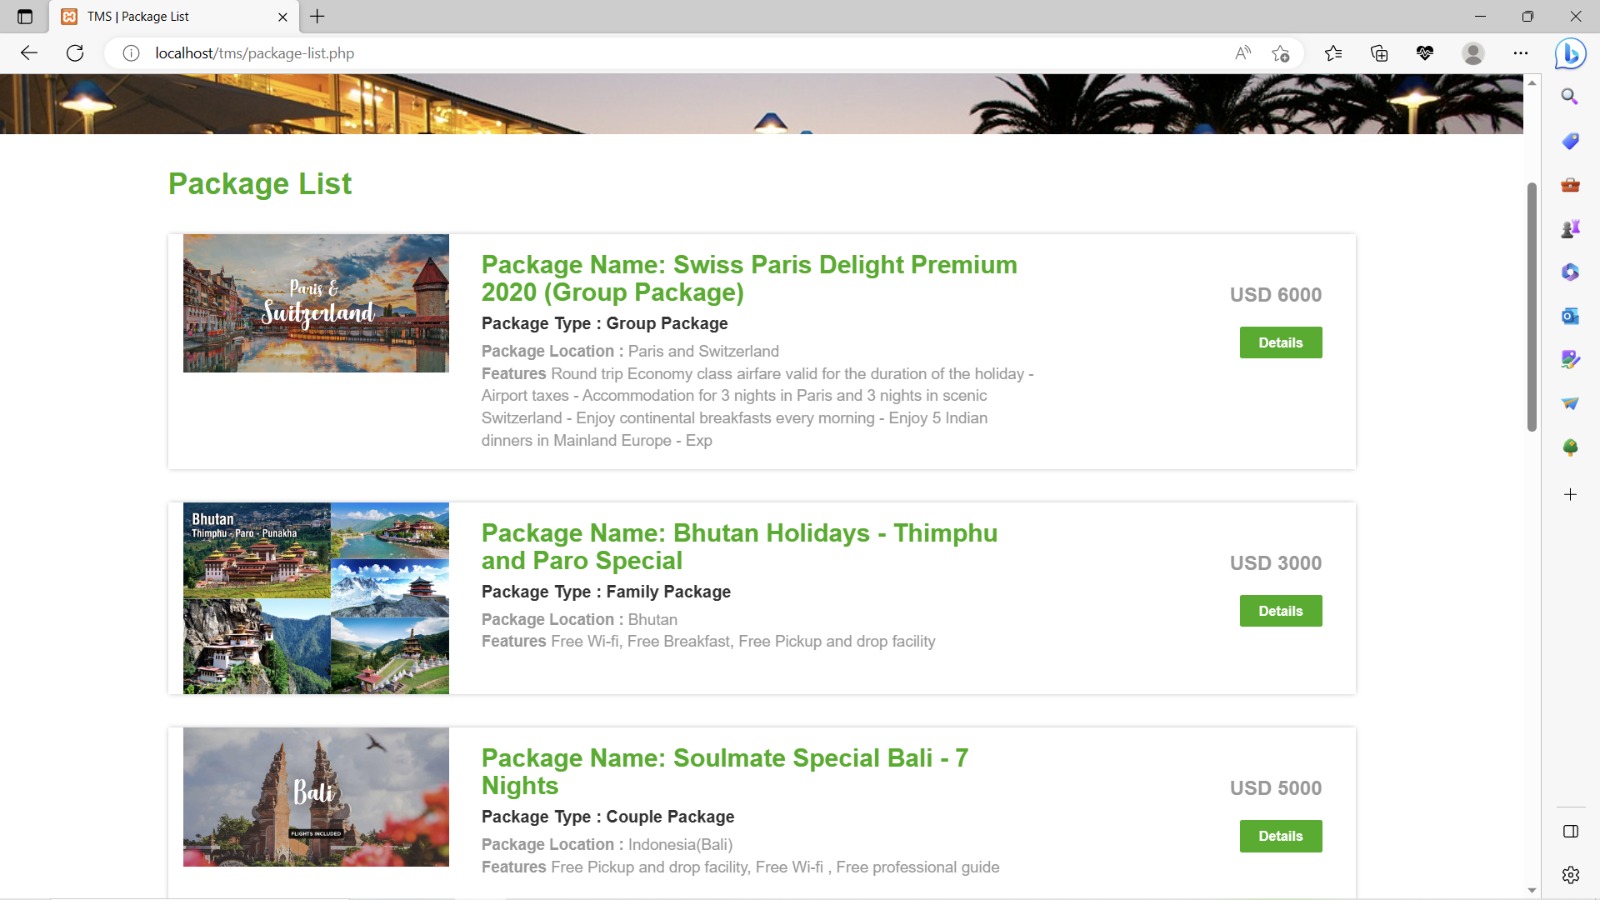 TMS | Package List
localhost/tms/package-list.php
Package List
Paris &
Switzerland
Package Name: Swiss Paris Delight Premium
2020 (Group Package)
Package Type : Group Package
Package Location : Paris and Switzerland
Features Round trip Economy class airfare valid for the duration of the holiday -
Airport taxes - Accommodation for 3 nights in Paris and 3 nights in scenic
Switzerland - Enjoy continental breakfasts every morning - Enjoy 5 Indian
dinners in Mainland Europe - Exp
USD 6000
Details
Bhutan
Thimphu - Paro - Punakha
Package Name: Bhutan Holidays - Thimphu
and Paro Special
Package Type : Family Package
Package Location : Bhutan
Features Free Wi-fi, Free Breakfast, Free Pickup and drop facility
USD 3000
Details
Bali
FLIGHTS INCLUDED
Package Name: Soulmate Special Bali - 7
Nights
Package Type : Couple Package
Package Location : Indonesia(Bali)
Features Free Pickup and drop facility, Free Wi-fi , Free professional guide
USD 5000
Details